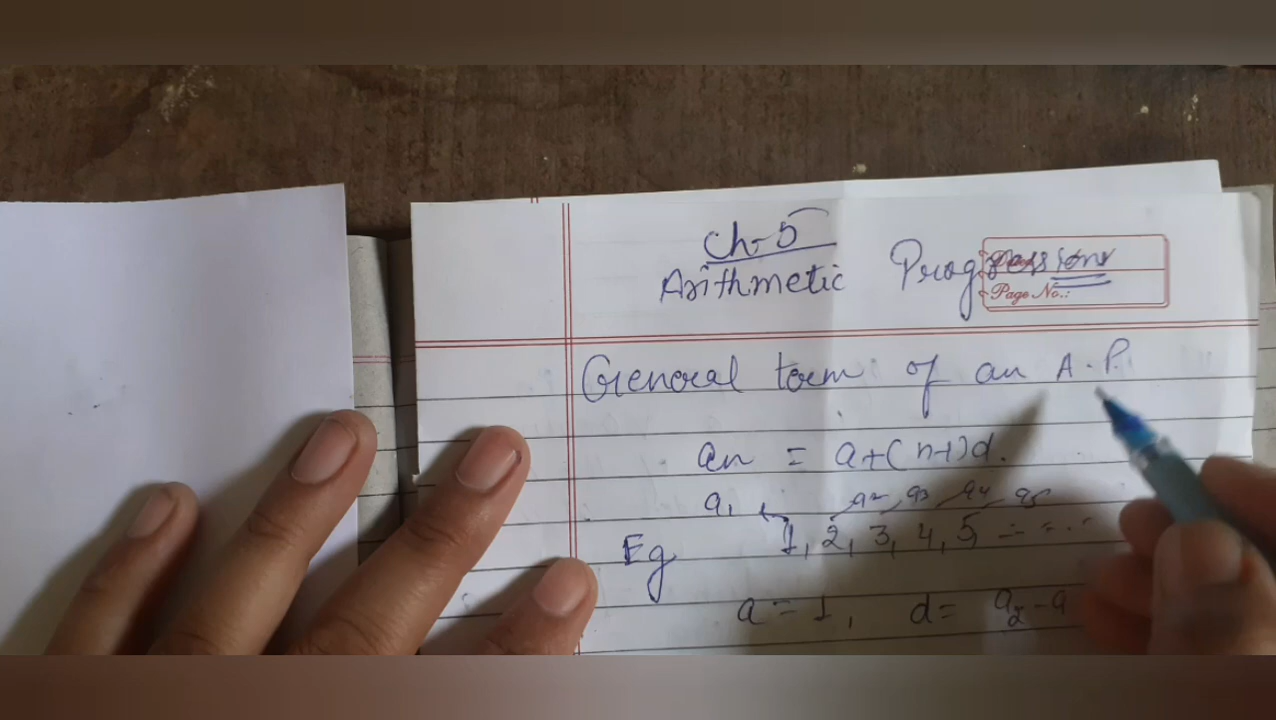 Ch-5
Arithmetic Progressions
Page No.:
General term of an A.P.
an = a+(n-1)d.
a1 a2 a3 a4 a5
Eg 1, 2, 3, 4, 5, -----
a = 1, d = a2 - a